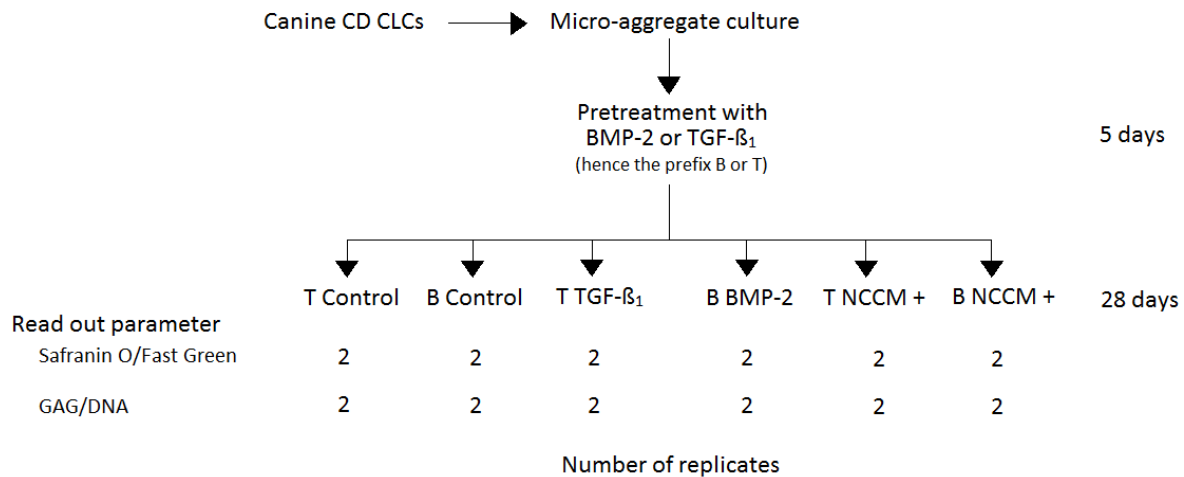 Canine CD CLCs Micro-aggregate culture
Pretreatment with
BMP-2 or TGF-ß₁
(hence the prefix B or T)
5 days
T Control B Control T TGF-ß₁ B BMP-2 T NCCM + B NCCM + 28 days
Read out parameter
Safranin O/Fast Green 2 2 2 2 2 2
GAG/DNA 2 2 2 2 2 2
Number of replicates